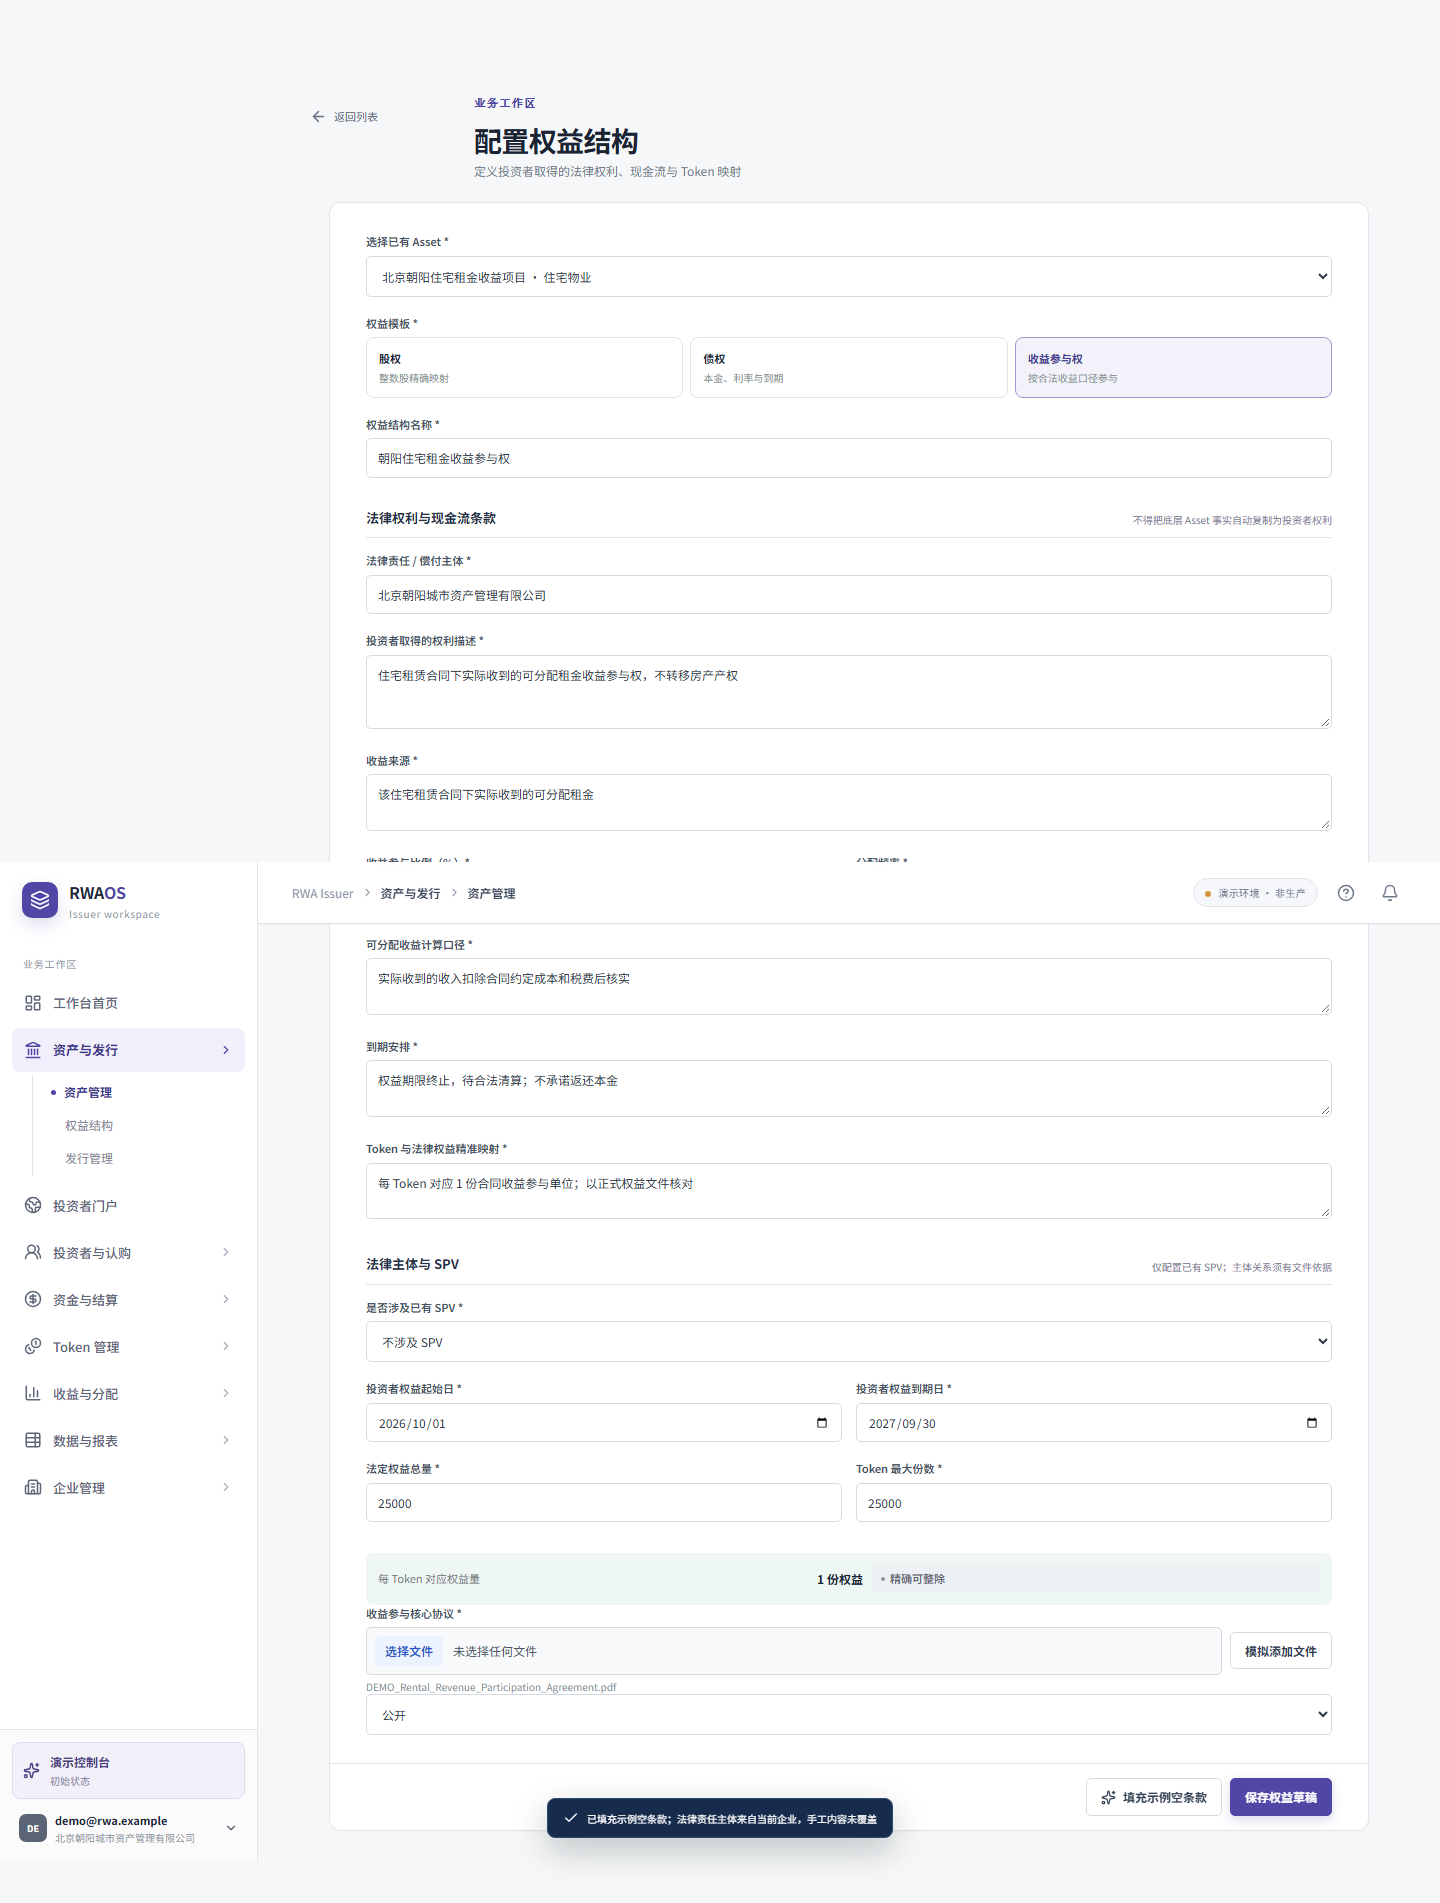 返回列表
业务工作区
配置权益结构
定义投资者取得的法律权利、现金流与 Token 映射
选择已有 Asset *
北京朝阳住宅租金收益项目 · 住宅物业
权益模板 *
股权
整数股精确映射
债权
本金、利率与到期
收益参与权
按合法收益口径参与
权益结构名称 *
朝阳住宅租金收益参与权
法律权利与现金流条款
不得把底层 Asset 事实自动复制为投资者权利
法律责任 / 偿付主体 *
北京朝阳城市资产管理有限公司
投资者取得的权利描述 *
住宅租赁合同下实际收到的可分配租金收益参与权，不转移房产产权
收益来源 *
该住宅租赁合同下实际收到的可分配租金
收益参与比例（%）*
分配频率 *
RWAOS
Issuer workspace
RWA Issuer > 资产与发行 > 资产管理
演示环境 · 非生产
业务工作区
工作台首页
资产与发行
资产管理
权益结构
发行管理
投资者门户
投资者与认购
资金与结算
Token 管理
收益与分配
数据与报表
企业管理
演示控制台
初始状态
DE
demo@rwa.example
北京朝阳城市资产管理有限公司
可分配收益计算口径 *
实际收到的收入扣除合同约定成本和税费后核实
到期安排 *
权益期限终止，待合法清算；不承诺返还本金
Token 与法律权益精准映射 *
每 Token 对应 1 份合同收益参与单位；以正式权益文件核对
法律主体与 SPV
仅配置已有 SPV；主体关系须有文件依据
是否涉及已有 SPV *
不涉及 SPV
投资者权益起始日 *
2026/10/01
投资者权益到期日 *
2027/09/30
法定权益总量 *
25000
Token 最大份数 *
25000
每 Token 对应权益量
1 份权益
精确可整除
收益参与核心协议 *
选择文件 未选择任何文件
模拟添加文件
DEMO_Rental_Revenue_Participation_Agreement.pdf
公开
填充示例空条款
保存权益草稿
已填充示例空条款；法律责任主体来自当前企业，手工内容未覆盖